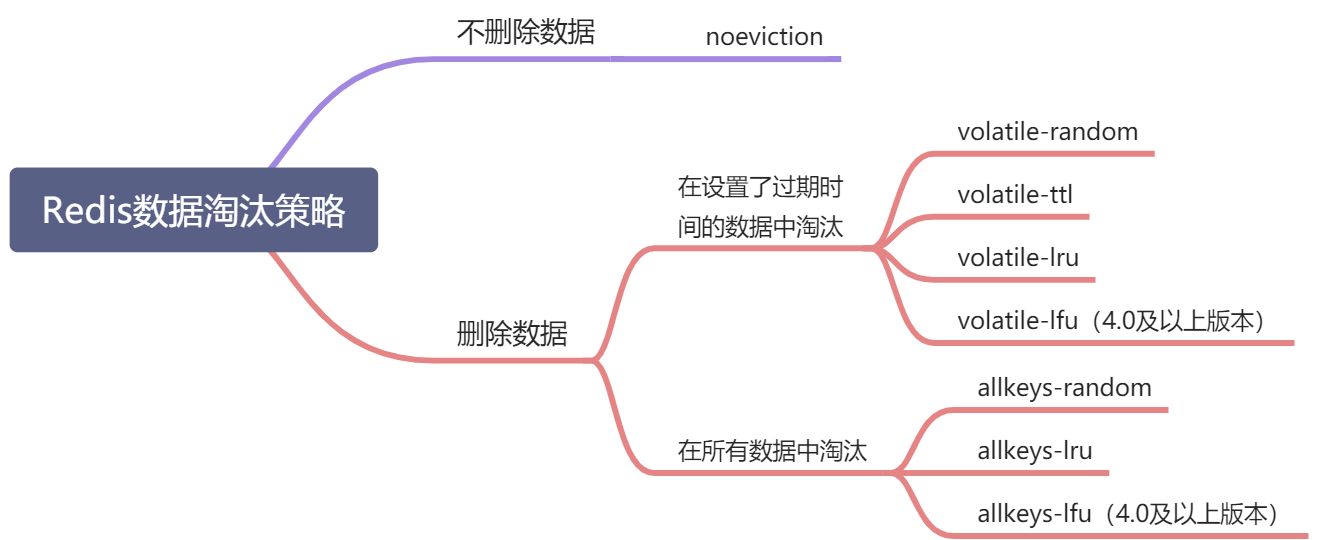 Redis数据淘汰策略
不删除数据
noeviction
删除数据
在设置了过期时
间的数据中淘汰
volatile-random
volatile-ttl
volatile-lru
volatile-lfu（4.0及以上版本）
在所有数据中淘汰
allkeys-random
allkeys-lru
allkeys-lfu（4.0及以上版本）